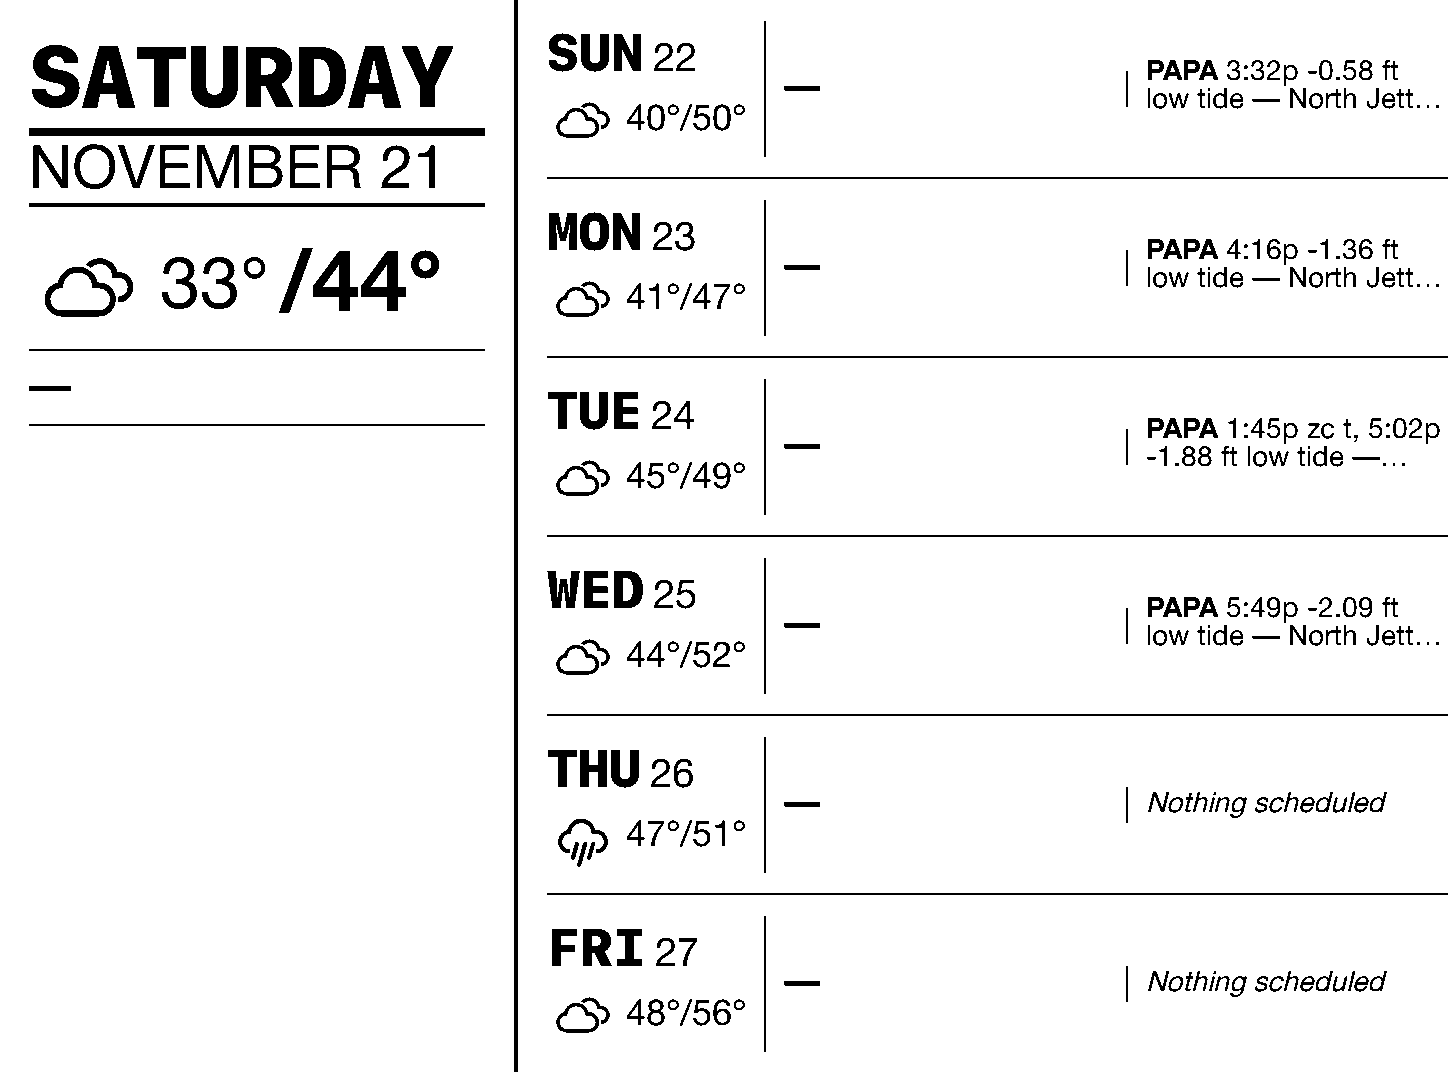 SATURDAY
NOVEMBER 21
33°/44°
—
SUN 22
40°/50°
—
PAPA 3:32p -0.58 ft
low tide — North Jett…
MON 23
41°/47°
—
PAPA 4:16p -1.36 ft
low tide — North Jett…
TUE 24
45°/49°
—
PAPA 1:45p zc t, 5:02p
-1.88 ft low tide —…
WED 25
44°/52°
—
PAPA 5:49p -2.09 ft
low tide — North Jett…
THU 26
47°/51°
—
Nothing scheduled
FRI 27
48°/56°
—
Nothing scheduled